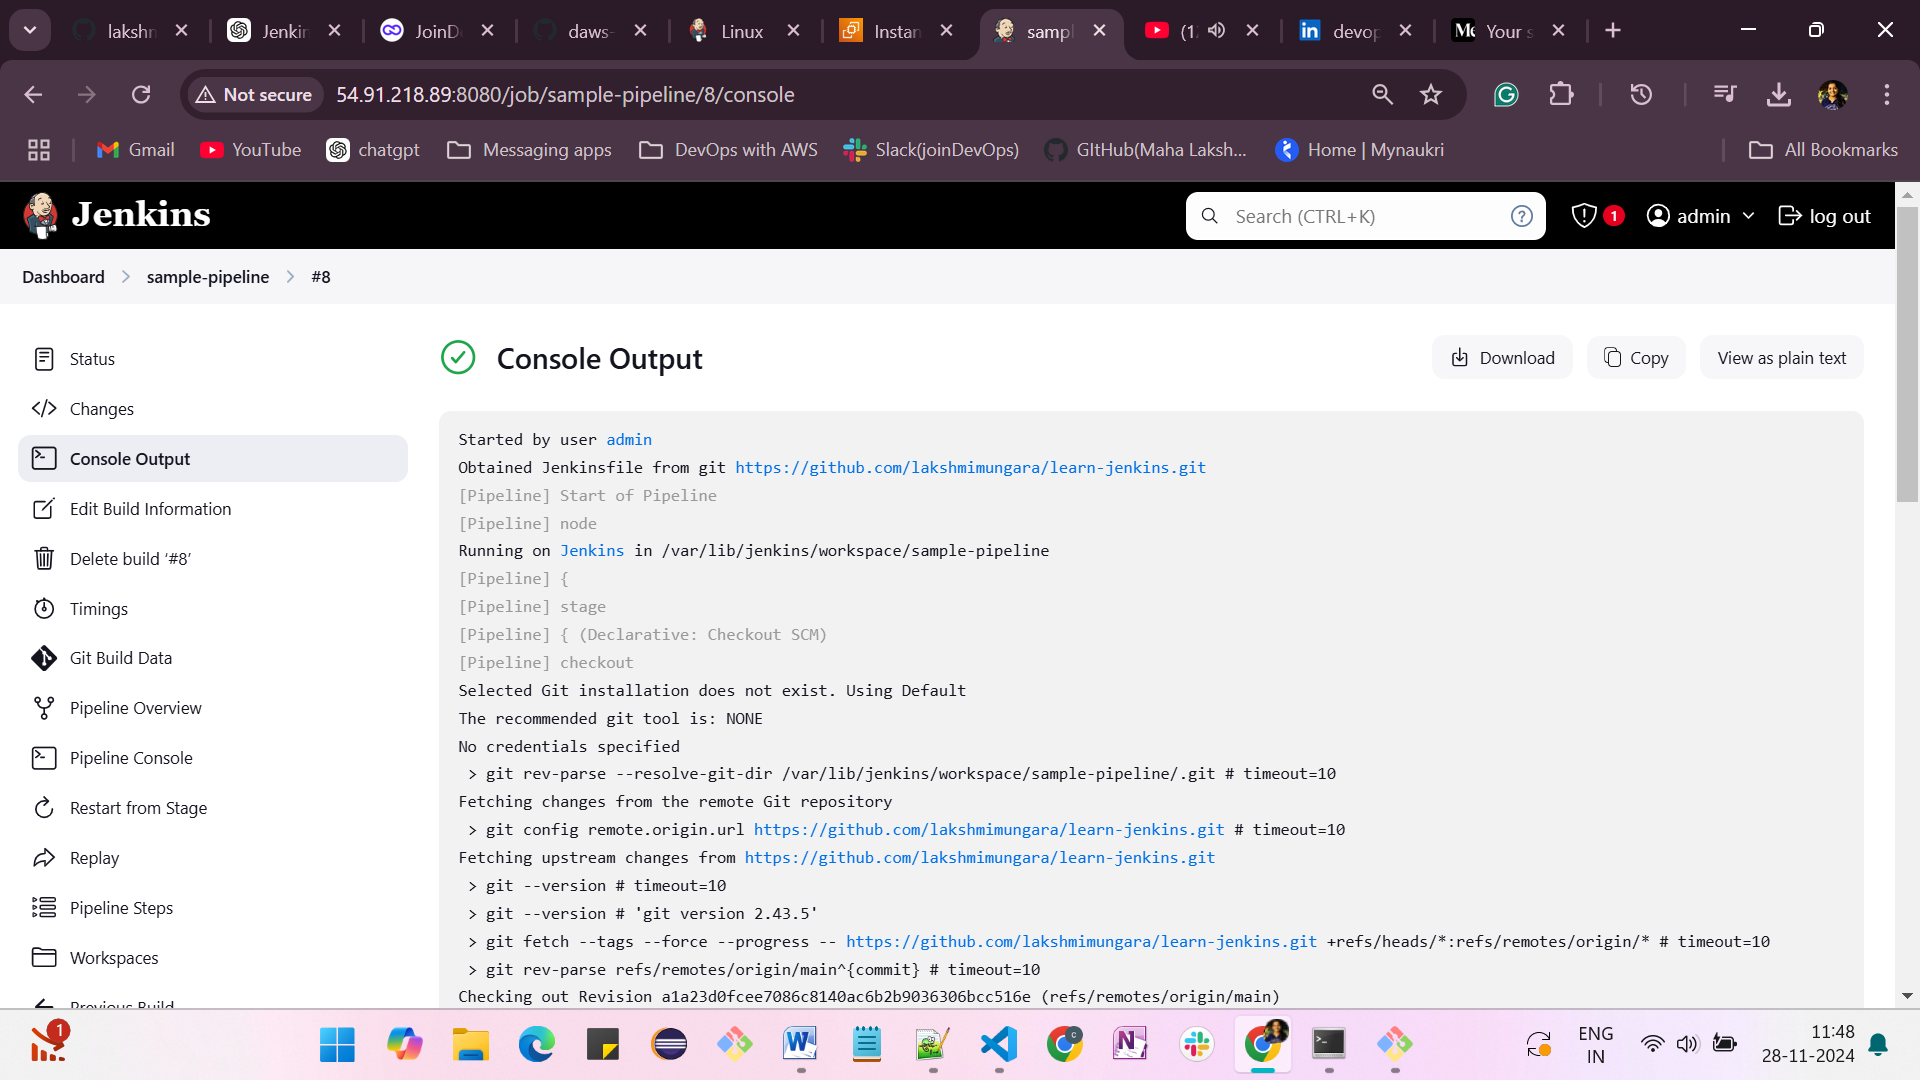 lakshn
Jenkin
JoinD
daws-
Linux
Instan
sampl
(1
devop
Your s
Not secure
54.91.218.89:8080/job/sample-pipeline/8/console
Gmail
YouTube
chatgpt
Messaging apps
DevOps with AWS
Slack(joinDevOps)
GItHub(Maha Laksh...
Home | Mynaukri
All Bookmarks
Jenkins
Search (CTRL+K)
?
1
admin
log out
Dashboard
sample-pipeline
#8
Status
Changes
Console Output
Edit Build Information
Delete build ‘#8’
Timings
Git Build Data
Pipeline Overview
Pipeline Console
Restart from Stage
Replay
Pipeline Steps
Workspaces
Previous Build
Console Output
Download
Copy
View as plain text
Started by user admin
Obtained Jenkinsfile from git https://github.com/lakshmimungara/learn-jenkins.git
[Pipeline] Start of Pipeline
[Pipeline] node
Running on Jenkins in /var/lib/jenkins/workspace/sample-pipeline
[Pipeline] {
[Pipeline] stage
[Pipeline] { (Declarative: Checkout SCM)
[Pipeline] checkout
Selected Git installation does not exist. Using Default
The recommended git tool is: NONE
No credentials specified
> git rev-parse --resolve-git-dir /var/lib/jenkins/workspace/sample-pipeline/.git # timeout=10
Fetching changes from the remote Git repository
> git config remote.origin.url https://github.com/lakshmimungara/learn-jenkins.git # timeout=10
Fetching upstream changes from https://github.com/lakshmimungara/learn-jenkins.git
> git --version # timeout=10
> git --version # 'git version 2.43.5'
> git fetch --tags --force --progress -- https://github.com/lakshmimungara/learn-jenkins.git +refs/heads/*:refs/remotes/origin/* # timeout=10
> git rev-parse refs/remotes/origin/main^{commit} # timeout=10
Checking out Revision a1a23d0fcee7086c8140ac6b2b9036306bcc516e (refs/remotes/origin/main)
1
ENG
IN
11:48
28-11-2024